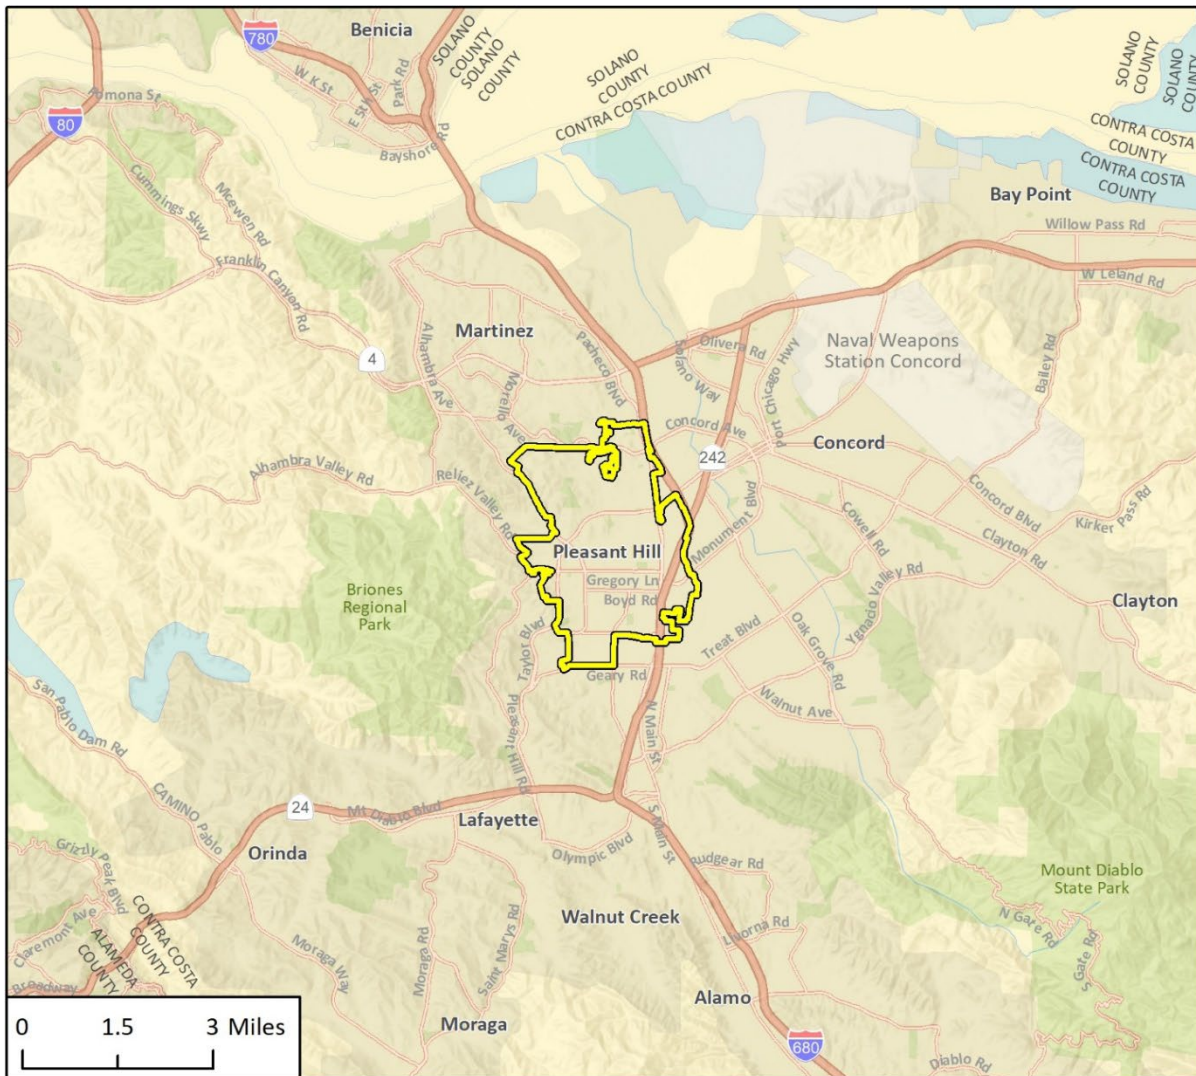 780
Benicia
SOLANO
COUNTY
SOLANO
COUNTY
W K St
E 5th St
Park Rd
Bayshore Rd
SOLANO
COUNTY
CONTRA COSTA COUNTY
SOLANO
COUNTY
SOLANO
COUNTY
CONTRA COSTA
COUNTY
CONTRA COSTA
COUNTY
Pomona St
80
Cummings Skwy
Mcewen Rd
Franklin Canyon Rd
Bay Point
Willow Pass Rd
W Leland Rd
Martinez
4
Alhambra Ave
Morello Ave
Pacheco Blvd
Solano Way
Olivera Rd
Port Chicago Hwy
Naval Weapons
Station Concord
Bailey Rd
Concord Ave
242
Concord
Alhambra Valley Rd
Reliez Valley Rd
Monument Blvd
Cowell Rd
Concord Blvd
Clayton Rd
Kirker Pass Rd
Pleasant Hill
Gregory Ln
Boyd Rd
Briones
Regional
Park
Taylor Blvd
Treat Blvd
Oak Grove Rd
Ygnacio Valley Rd
Clayton
Geary Rd
Walnut Ave
Pleasant Hill Rd
N Main St
San Pablo Dam Rd
CAMINO Pablo
24
Mt Diablo Blvd
Lafayette
Orinda
Olympic Blvd
S Main St
Rudgear Rd
Grizzly Peak Blvd
Claremont Ave
Broadway
ALAMEDA
COUNTY
CONTRA COSTA
COUNTY
Mount Diablo
State Park
N Gate Rd
S Gate Rd
Walnut Creek
Livorna Rd
Moraga Way
Moraga Rd
Saint Marys Rd
Alamo
Moraga
680
Diablo Rd
0 1.5 3 Miles